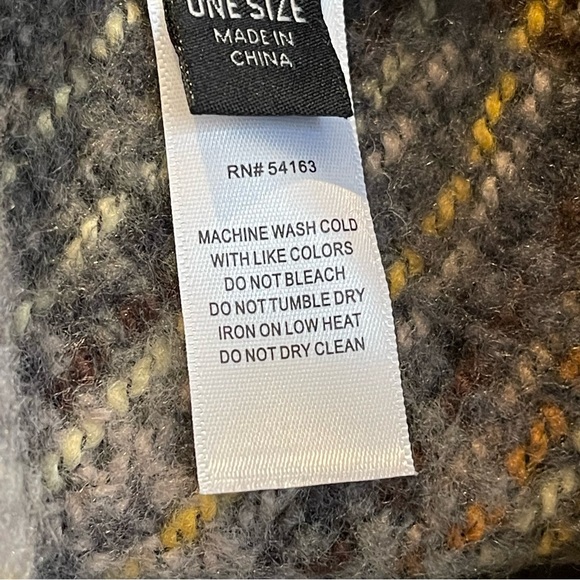 ONE SIZE
MADE IN
CHINA
RN# 54163
MACHINE WASH COLD
WITH LIKE COLORS
DO NOT BLEACH
DO NOT TUMBLE DRY
IRON ON LOW HEAT
DO NOT DRY CLEAN